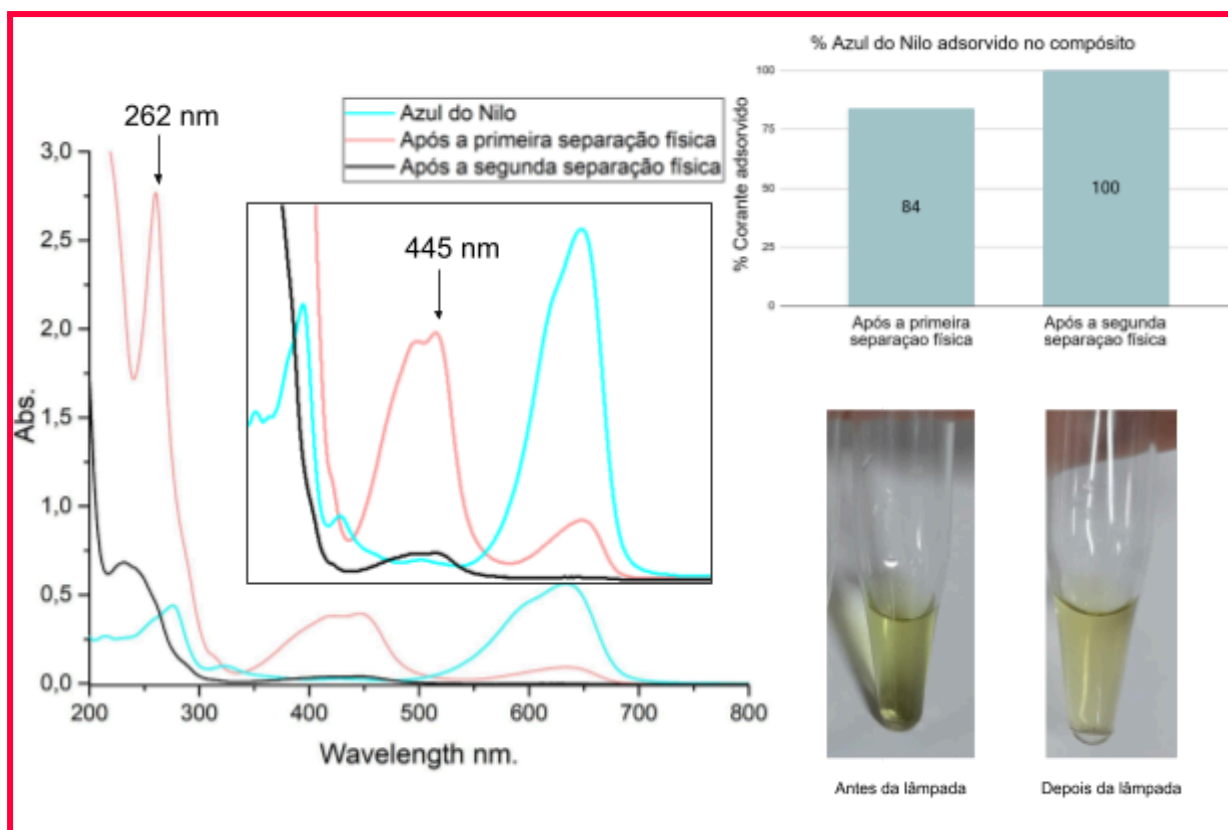 262 nm
Azul do Nilo
Após a primeira separação física
Após a segunda separação física
445 nm
3,0
2,5
2,0
1,5
1,0
0,5
0,0
Abs.
200
300
400
500
600
700
800
Wavelength nm.
% Azul do Nilo adsorvido no compósito
% Corante adsorvido
100
75
50
25
0
84
100
Após a primeira
separaçao física
Após a segunda
separaçao física
Antes da lâmpada
Depois da lâmpada